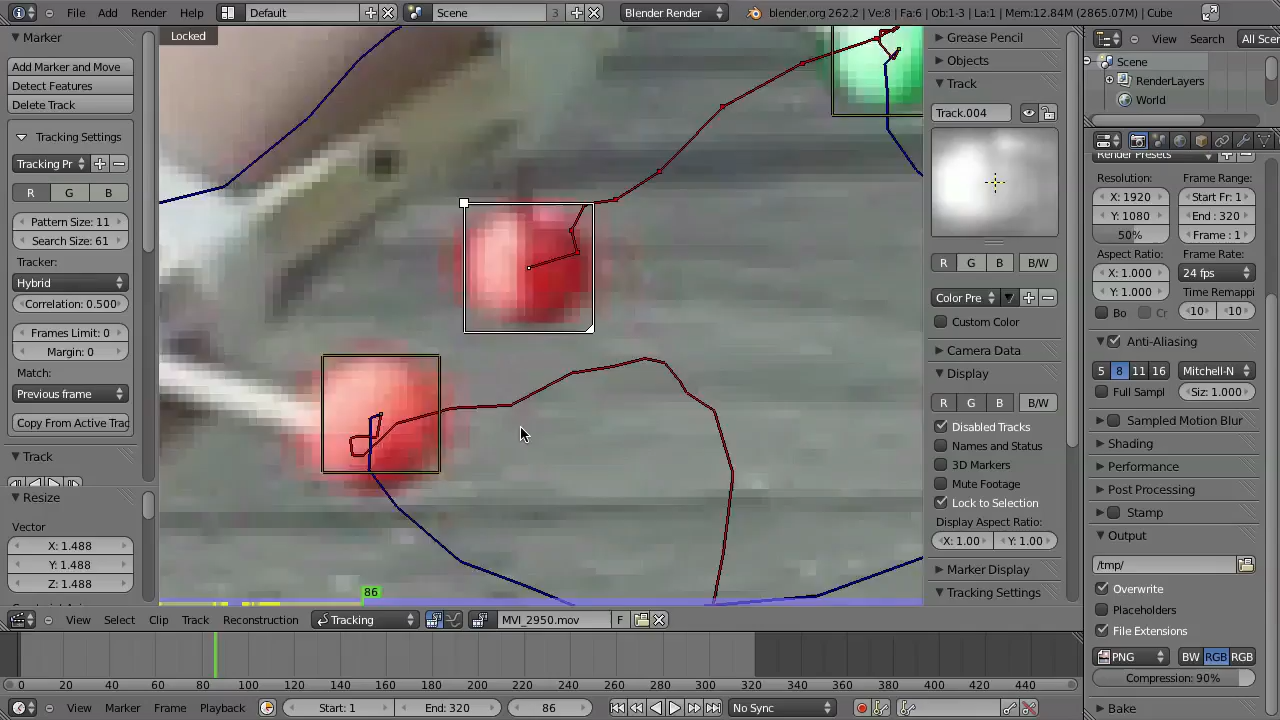 File Add Render Help Default Scene 3 Blender Render blender.org 262.2 | Ve:8 | Fa:6 | Ob:1-3 | La:1 | Mem:12.84M (2865.07M) | Cube
Marker
Add Marker and Move
Detect Features
Delete Track
Tracking Settings
Tracking Pr
R G B
Pattern Size: 11
Search Size: 61
Tracker:
Hybrid
Correlation: 0.500
Frames Limit: 0
Margin: 0
Match:
Previous frame
Copy From Active Trac
Track
Resize
Vector
X: 1.488
Y: 1.488
Z: 1.488
Locked
86
Grease Pencil
Objects
Track
Track.004
R G B B/W
Color Pre
Custom Color
Camera Data
Display
R G B B/W
Disabled Tracks
Names and Status
3D Markers
Mute Footage
Lock to Selection
Display Aspect Ratio:
X: 1.00 Y: 1.00
Marker Display
Tracking Settings
View Search All Sce
Scene
RenderLayers
World
Render Presets
Resolution: Frame Range:
X: 1920 Start Fr: 1
Y: 1080 End : 320
50% Frame : 1
Aspect Ratio: Frame Rate:
X: 1.000 24 fps
Y: 1.000 Time Remappi
Bo Cr 10 10
Anti-Aliasing
5 8 11 16 Mitchell-N
Full Sampl Siz: 1.000
Sampled Motion Blur
Shading
Performance
Post Processing
Stamp
Output
/tmp/
Overwrite
Placeholders
File Extensions
PNG BW RGB RGB
Compression: 90%
Bake
View Select Clip Track Reconstruction Tracking MVI_2950.mov F
0 20 40 60 80 100 120 140 160 180 200 220 240 260 280 300 320 340 360 380 400 420 440
View Marker Frame Playback Start: 1 End: 320 86 No Sync